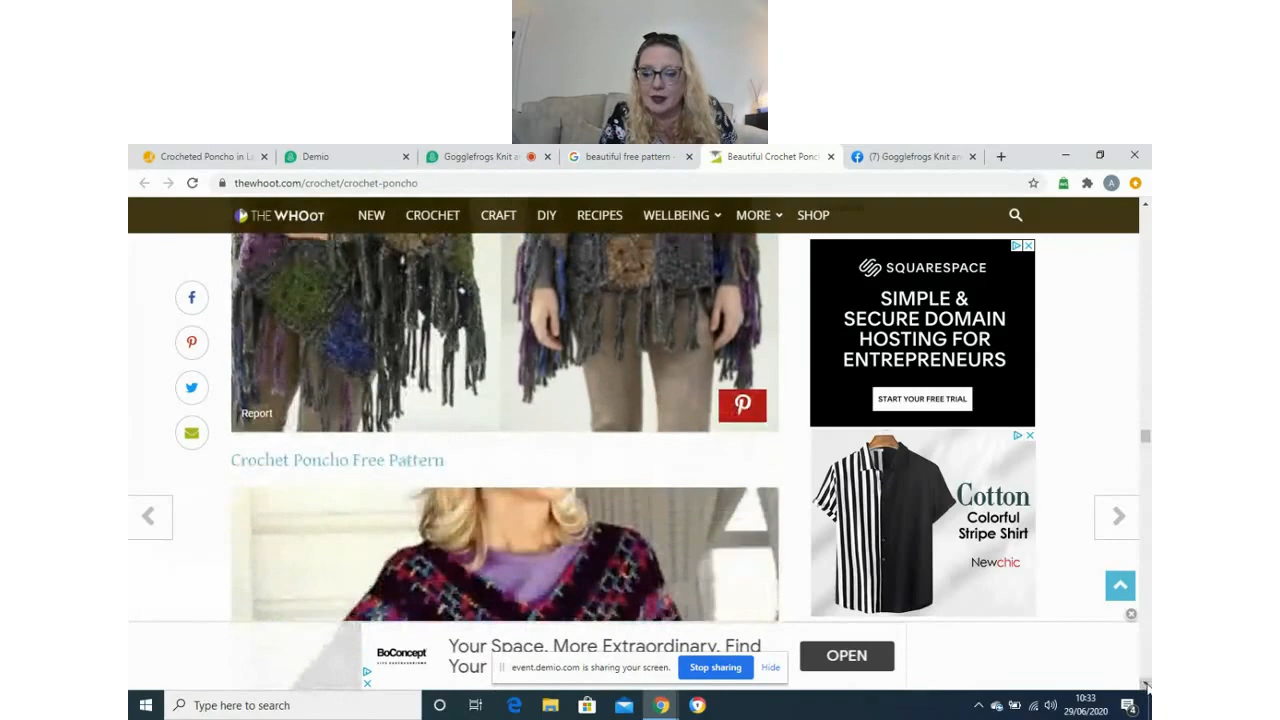 Crocheted Poncho in L
Demio
Gogglefrogs Knit a
beautiful free pattern -
Beautiful Crochet Ponch
(7) Gogglefrogs Knit an
thewhoot.com/crochet/crochet-poncho
A
THE WHOOT
NEW
CROCHET
CRAFT
DIY
RECIPES
WELLBEING
MORE
SHOP
SQUARESPACE
SIMPLE &
SECURE DOMAIN
HOSTING FOR
ENTREPRENEURS
START YOUR FREE TRIAL
Report
Crochet Poncho Free Pattern
Cotton
Colorful
Stripe Shirt
Newchic
BoConcept
Your Space. More Extraordinary. Find
Your
OPEN
event.demio.com is sharing your screen.
Stop sharing
Hide
Type here to search
10:33
29/06/2020
4